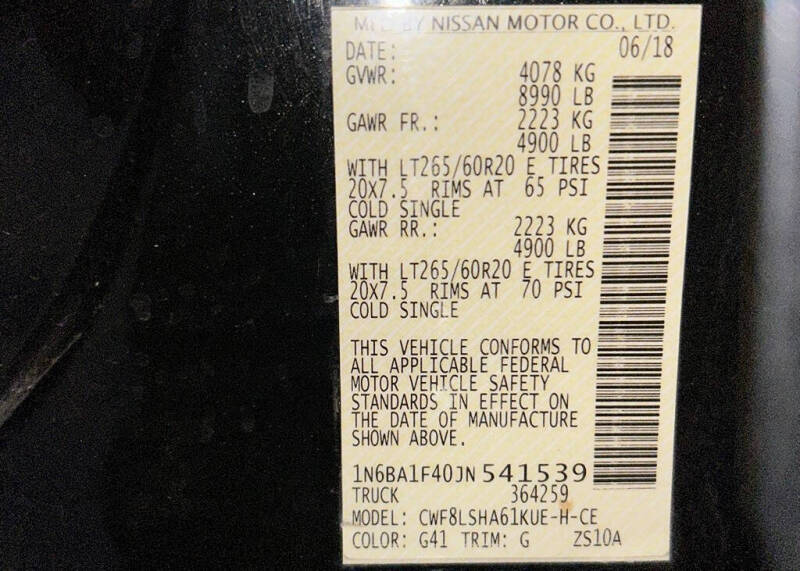 MFD BY NISSAN MOTOR CO., LTD.
DATE: 06/18
GVWR: 4078 KG
8990 LB
GAWR FR.: 2223 KG
4900 LB
WITH LT265/60R20 E TIRES
20X7.5 RIMS AT 65 PSI
COLD SINGLE
GAWR RR.: 2223 KG
4900 LB
WITH LT265/60R20 E TIRES
20X7.5 RIMS AT 70 PSI
COLD SINGLE
THIS VEHICLE CONFORMS TO
ALL APPLICABLE FEDERAL
MOTOR VEHICLE SAFETY
STANDARDS IN EFFECT ON
THE DATE OF MANUFACTURE
SHOWN ABOVE.
1N6BA1F40JN541539
TRUCK 364259
MODEL: CWF8LSHA61KUE-H-CE
COLOR: G41 TRIM: G ZS10A